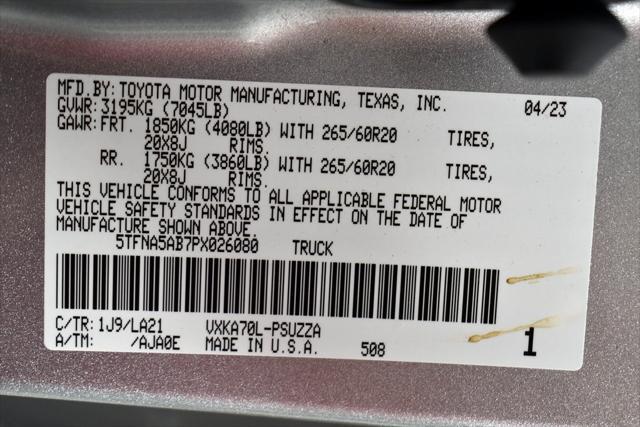 MFD. BY: TOYOTA MOTOR MANUFACTURING, TEXAS, INC. 04/23
GVWR: 3195KG (7045LB)
GAWR: FRT. 1850KG (4080LB) WITH 265/60R20 TIRES,
20X8J RIMS.
RR. 1750KG (3860LB) WITH 265/60R20 TIRES,
20X8J RIMS.
THIS VEHICLE CONFORMS TO ALL APPLICABLE FEDERAL MOTOR
VEHICLE SAFETY STANDARDS IN EFFECT ON THE DATE OF
MANUFACTURE SHOWN ABOVE.
5TFNA5AB7PX026080 TRUCK
C/TR: 1J9/LA21 VXKA70L-PSUZZA
A/TM: /AJA0E MADE IN U.S.A. 508 1